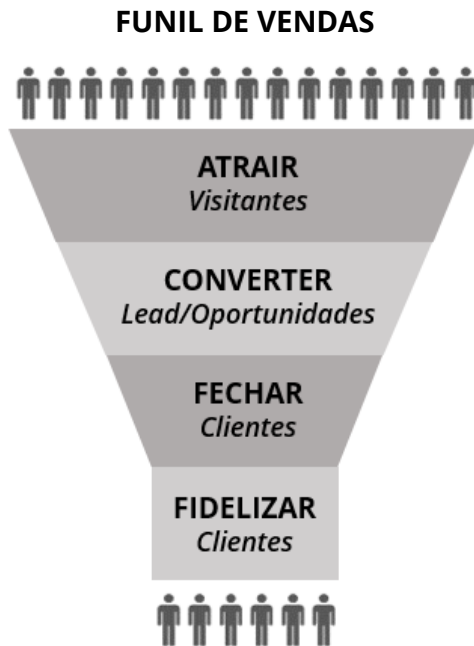 FUNIL DE VENDAS
ATRAIR
Visitantes
CONVERTER
Lead/Oportunidades
FECHAR
Clientes
FIDELIZAR
Clientes